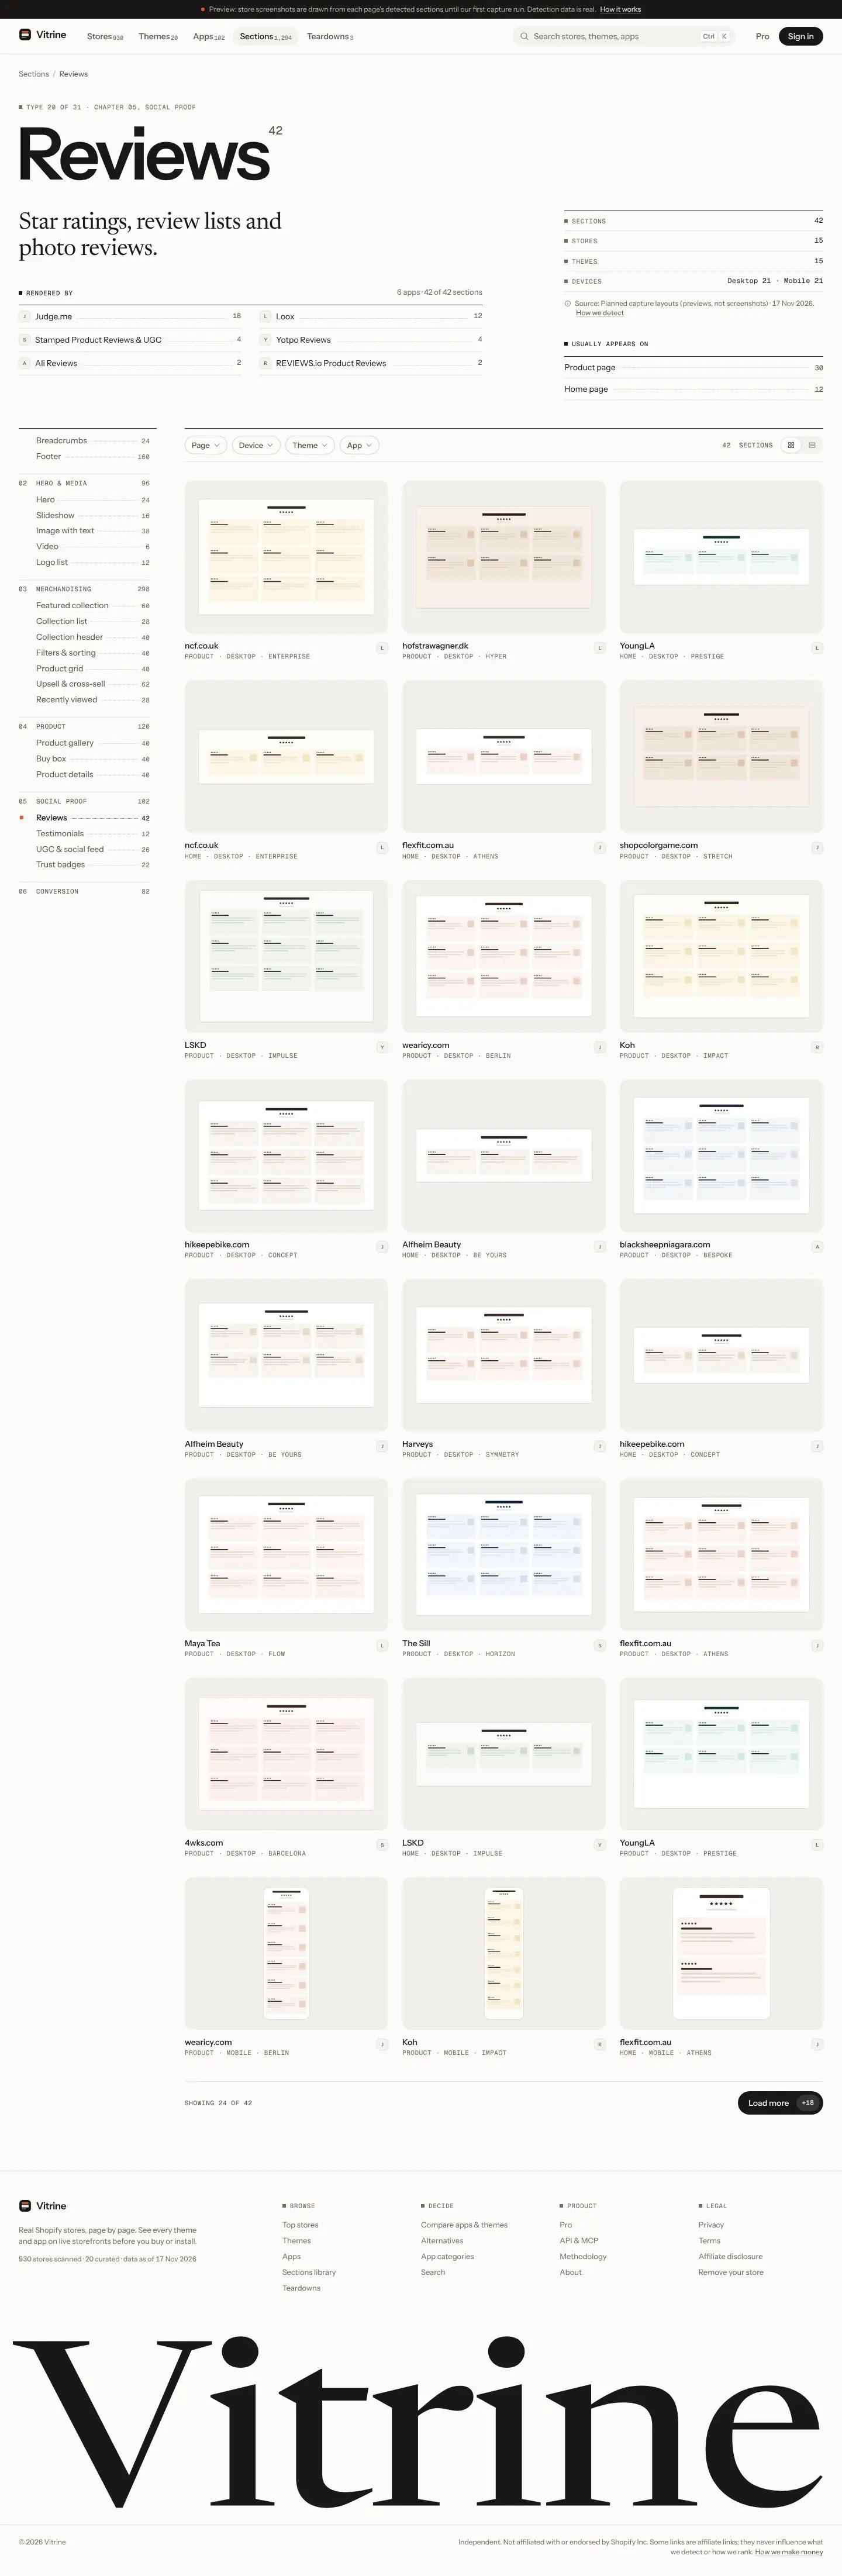 Preview: store screenshots are drawn from each page's detected sections until our first capture run. Detection data is real. How it works
Vitrine
Stores 930 Themes 20 Apps 102 Sections 1,294 Teardowns 3
Search stores, themes, apps Ctrl K
Pro Sign in
Sections / Reviews
TYPE 20 OF 31 · CHAPTER 05, SOCIAL PROOF
Reviews 42
Star ratings, review lists and
photo reviews.
SECTIONS 42
STORES 15
THEMES 15
DEVICES Desktop 21 · Mobile 21
Source: Planned capture layouts (previews, not screenshots) · 17 Nov 2026.
How we detect
RENDERED BY 6 apps · 42 of 42 sections
J Judge.me 18
L Loox 12
S Stamped Product Reviews & UGC 4
Y Yotpo Reviews 4
A Ali Reviews 2
R REVIEWS.io Product Reviews 2
USUALLY APPEARS ON
Product page 30
Home page 12
Breadcrumbs 24
Footer 160
02 HERO & MEDIA 96
Hero 24
Slideshow 16
Image with text 38
Video 6
Logo list 12
03 MERCHANDISING 298
Featured collection 60
Collection list 28
Collection header 40
Filters & sorting 40
Product grid 40
Upsell & cross-sell 62
Recently viewed 28
04 PRODUCT 120
Product gallery 40
Buy box 40
Product details 40
05 SOCIAL PROOF 102
Reviews 42
Testimonials 12
UGC & social feed 26
Trust badges 22
06 CONVERSION 82
Page Device Theme App
42 SECTIONS
ncf.co.uk L
PRODUCT · DESKTOP · ENTERPRISE
hofstrawagner.dk L
PRODUCT · DESKTOP · HYPER
YoungLA L
HOME · DESKTOP · PRESTIGE
ncf.co.uk L
HOME · DESKTOP · ENTERPRISE
flexfit.com.au J
HOME · DESKTOP · ATHENS
shopcolorgame.com J
PRODUCT · DESKTOP · STRETCH
LSKD Y
PRODUCT · DESKTOP · IMPULSE
wearicy.com J
PRODUCT · DESKTOP · BERLIN
Koh R
PRODUCT · DESKTOP · IMPACT
hikeepebike.com J
PRODUCT · DESKTOP · CONCEPT
Alfheim Beauty J
HOME · DESKTOP · BE YOURS
blacksheepniagara.com A
PRODUCT · DESKTOP · BESPOKE
Alfheim Beauty J
PRODUCT · DESKTOP · BE YOURS
Harveys J
PRODUCT · DESKTOP · SYMMETRY
hikeepebike.com J
HOME · DESKTOP · CONCEPT
Maya Tea L
PRODUCT · DESKTOP · FLOW
The Sill S
PRODUCT · DESKTOP · HORIZON
flexfit.com.au J
PRODUCT · DESKTOP · ATHENS
4wks.com S
PRODUCT · DESKTOP · BARCELONA
LSKD Y
HOME · DESKTOP · IMPULSE
YoungLA L
PRODUCT · DESKTOP · PRESTIGE
wearicy.com J
PRODUCT · MOBILE · BERLIN
Koh R
PRODUCT · MOBILE · IMPACT
flexfit.com.au J
HOME · MOBILE · ATHENS
SHOWING 24 OF 42
Load more +18
Vitrine
Real Shopify stores, page by page. See every theme
and app on live storefronts before you buy or install.
930 stores scanned · 20 curated · data as of 17 Nov 2026
BROWSE
Top stores
Themes
Apps
Sections library
Teardowns
DECIDE
Compare apps & themes
Alternatives
App categories
Search
PRODUCT
Pro
API & MCP
Methodology
About
LEGAL
Privacy
Terms
Affiliate disclosure
Remove your store
Vitrine
© 2026 Vitrine
Independent. Not affiliated with or endorsed by Shopify Inc. Some links are affiliate links; they never influence what
we detect or how we rank. How we make money